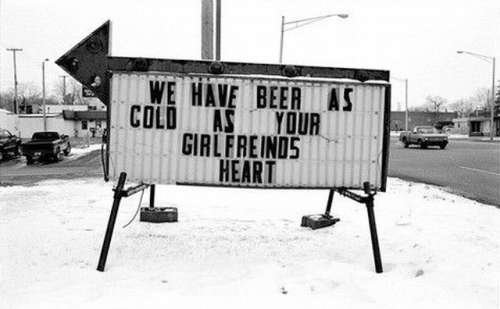 WE HAVE BEER AS
COLD AS YOUR
GIRLFREINDS
HEART